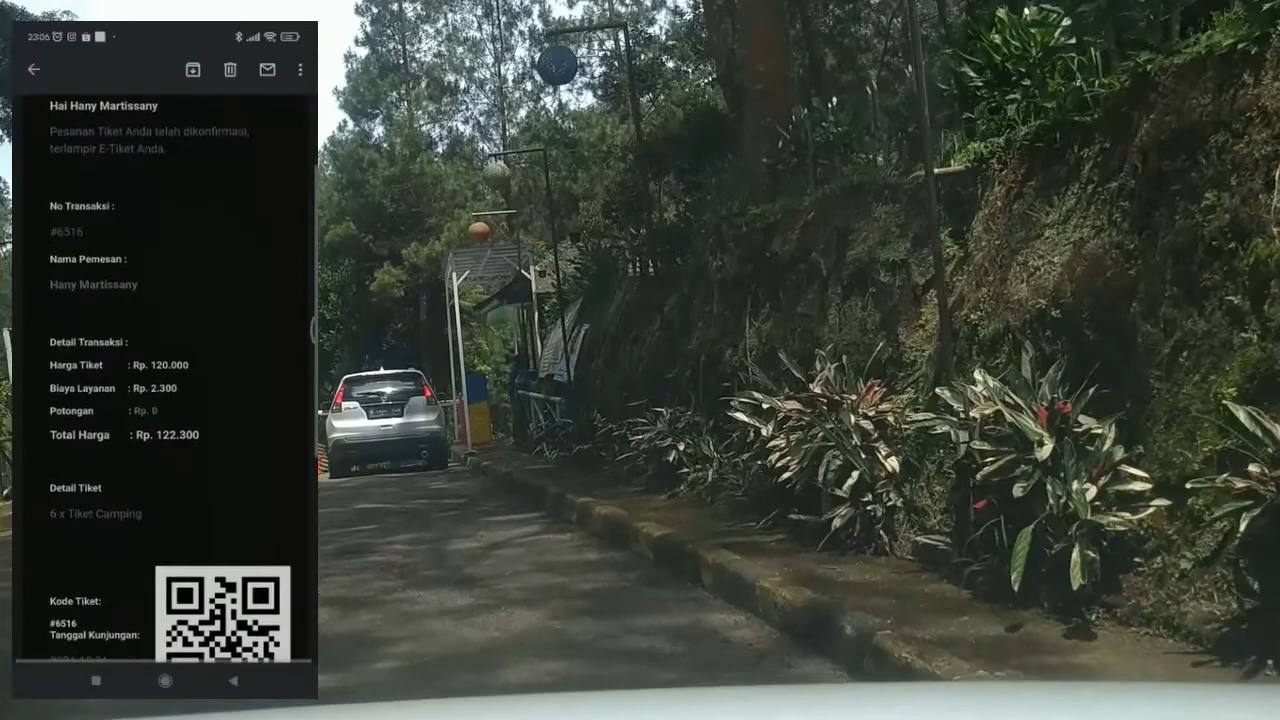 23:06
Hai Hany Martissany
Pesanan Tiket Anda telah dikonfirmasi,
terlampir E-Tiket Anda.
No Transaksi :
#6516
Nama Pemesan :
Hany Martissany
Detail Transaksi :
Harga Tiket : Rp. 120.000
Biaya Layanan : Rp. 2.300
Potongan : Rp. 0
Total Harga : Rp. 122.300
Detail Tiket
6 x Tiket Camping
Kode Tiket:
#6516
Tanggal Kunjungan: